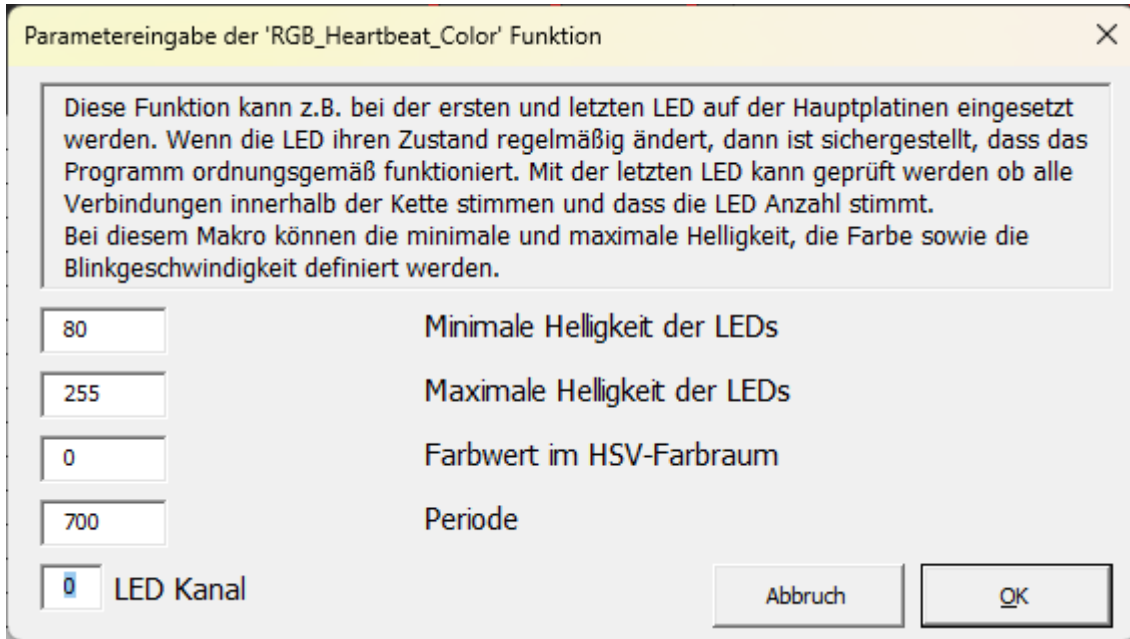 Parametereingabe der 'RGB_Heartbeat_Color' Funktion
Diese Funktion kann z.B. bei der ersten und letzten LED auf der Hauptplatinen eingesetzt
werden. Wenn die LED ihren Zustand regelmäßig ändert, dann ist sichergestellt, dass das
Programm ordnungsgemäß funktioniert. Mit der letzten LED kann geprüft werden ob alle
Verbindungen innerhalb der Kette stimmen und dass die LED Anzahl stimmt.
Bei diesem Makro können die minimale und maximale Helligkeit, die Farbe sowie die
Blinkgeschwindigkeit definiert werden.
80 Minimale Helligkeit der LEDs
255 Maximale Helligkeit der LEDs
0 Farbwert im HSV-Farbraum
700 Periode
0 LED Kanal Abbruch OK